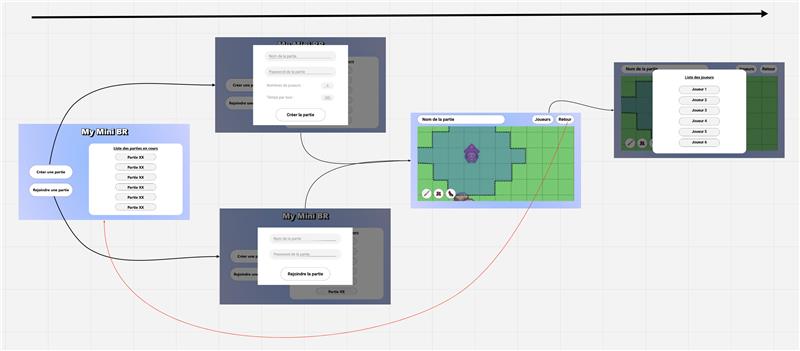 My Mini BR
Créer une partie
Rejoindre une partie
Liste des parties en cours
Partie XX
Partie XX
Partie XX
Partie XX
Partie XX
Partie XX
My Mini BR
Créer une pa
Rejoindre une
Nom de la partie
Password de la partie
Nombres de joueurs
Temps par tour
Créer la partie
My Mini BR
Créer une p
Rejoindre une
Nom de la partie
Password de la partie
Rejoindre la partie
Partie XX
Nom de la partie
Joueurs
Retour
Nom de la partie
Joueurs
Retour
Liste des joueurs
Joueur 1
Joueur 2
Joueur 3
Joueur 4
Joueur 5
Joueur 6